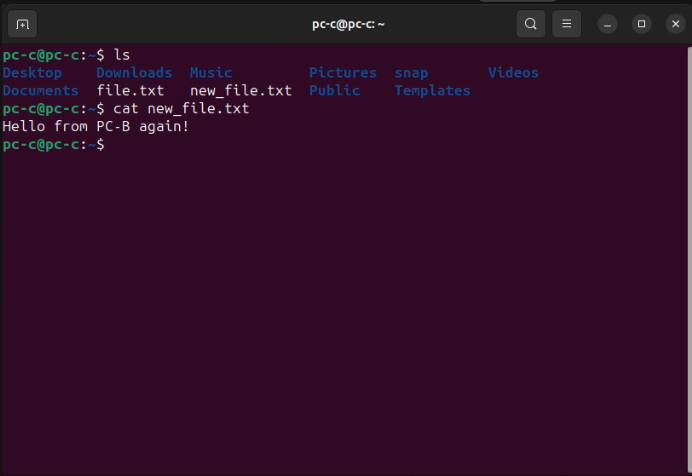 pc-c@pc-c: ~
pc-c@pc-c:~$ ls
Desktop Downloads Music Pictures snap Videos
Documents file.txt new_file.txt Public Templates
pc-c@pc-c:~$ cat new_file.txt
Hello from PC-B again!
pc-c@pc-c:~$